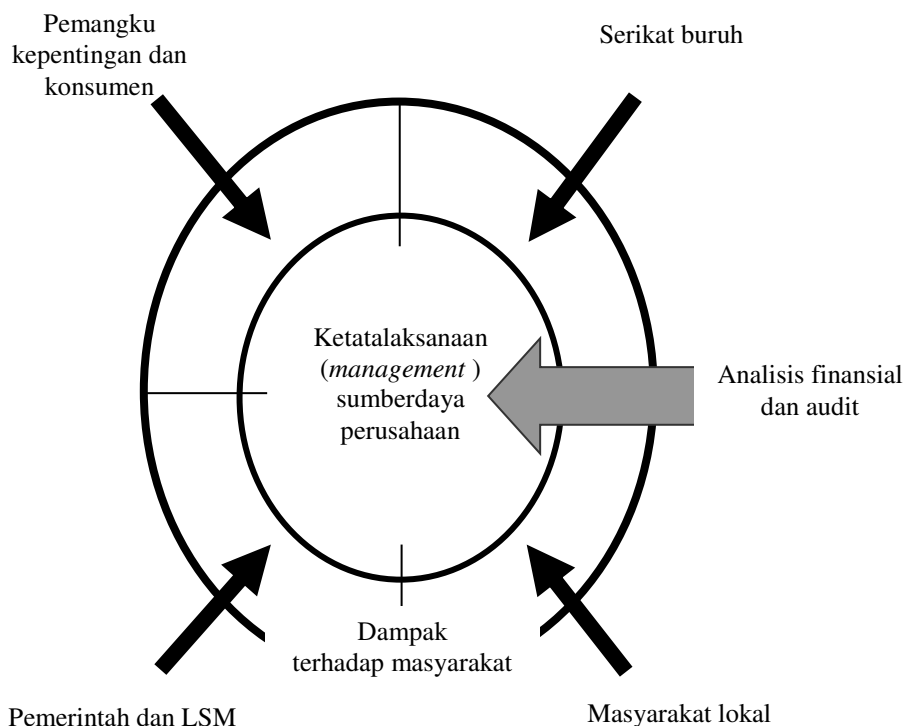 Pemangku
kepentingan dan
konsumen
Serikat buruh
Ketatalaksanaan
(management )
sumberdaya
perusahaan
Analisis finansial
dan audit
Dampak
terhadap masyarakat
Pemerintah dan LSM
Masyarakat lokal